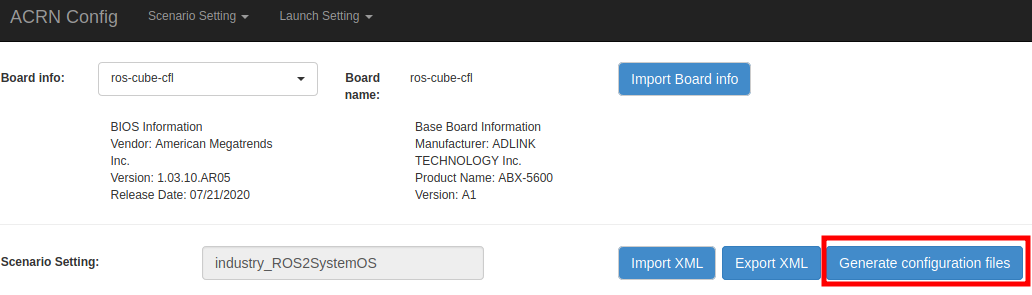 ACRN Config Scenario Setting Launch Setting
Board info: ros-cube-cfl Board name: ros-cube-cfl Import Board info
BIOS Information
Vendor: American Megatrends
Inc.
Version: 1.03.10.AR05
Release Date: 07/21/2020
Base Board Information
Manufacturer: ADLINK
TECHNOLOGY Inc.
Product Name: ABX-5600
Version: A1
Scenario Setting: industry_ROS2SystemOS Import XML Export XML Generate configuration files